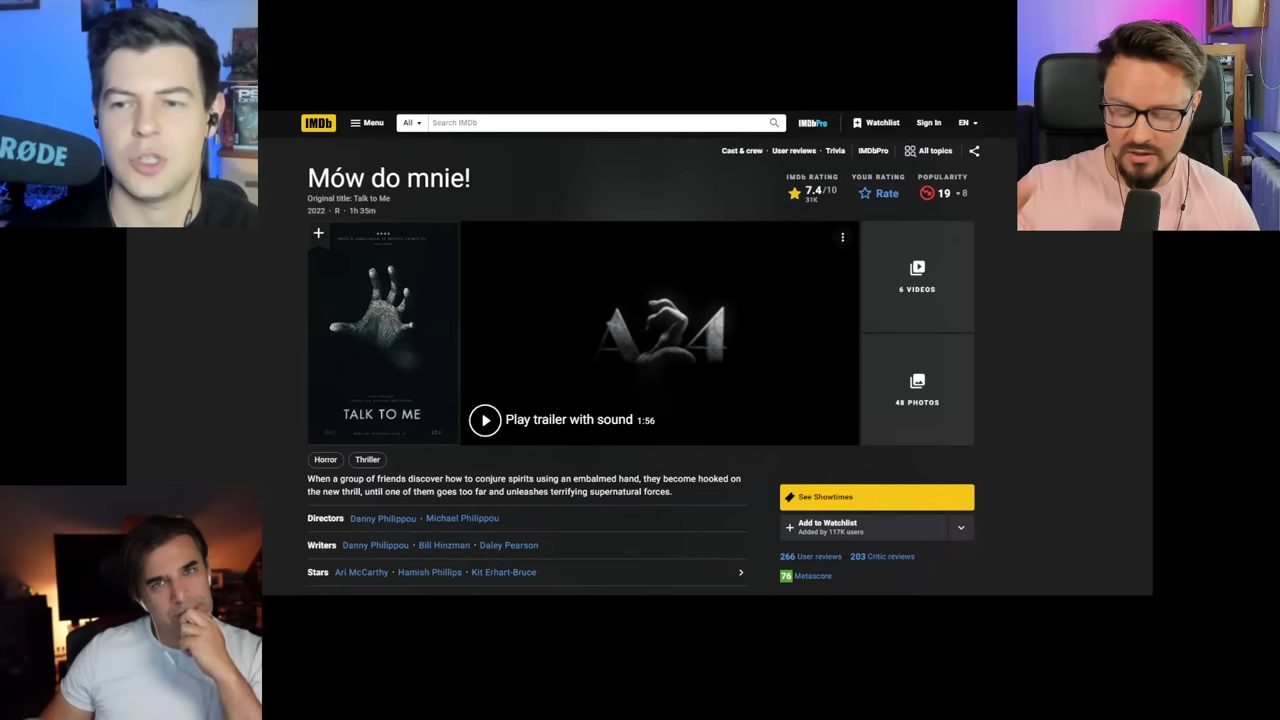 RØDE
IMDb
Menu
All
Search IMDb
IMDbPro
Watchlist
Sign In
EN
Cast & crew · User reviews · Trivia
IMDbPro
All topics
Mów do mnie!
Original title: Talk to Me
2022 · R · 1h 35m
IMDb RATING
7.4/10
31K
YOUR RATING
Rate
POPULARITY
19
8
TALK TO ME
A24
Play trailer with sound 1:56
6 VIDEOS
48 PHOTOS
Horror
Thriller
When a group of friends discover how to conjure spirits using an embalmed hand, they become hooked on
the new thrill, until one of them goes too far and unleashes terrifying supernatural forces.
Directors Danny Philippou · Michael Philippou
Writers Danny Philippou · Bill Hinzman · Daley Pearson
Stars Ari McCarthy · Hamish Phillips · Kit Erhart-Bruce
See Showtimes
Add to Watchlist
Added by 117K users
266 User reviews 203 Critic reviews
76 Metascore